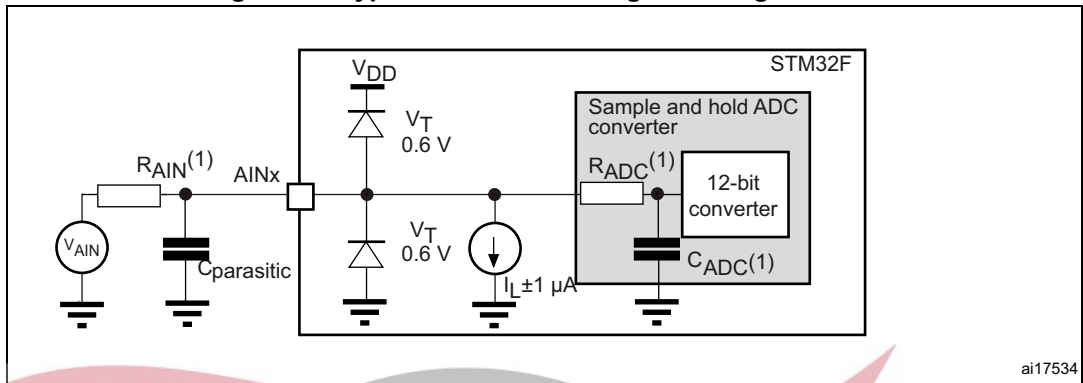 STM32F
VDD
VT
0.6 V
Sample and hold ADC
converter
RAIN(1)
AINx
RADC(1)
12-bit
converter
VAIN
Cparasitic
VT
0.6 V
IL±1 µA
CADC(1)
ai17534